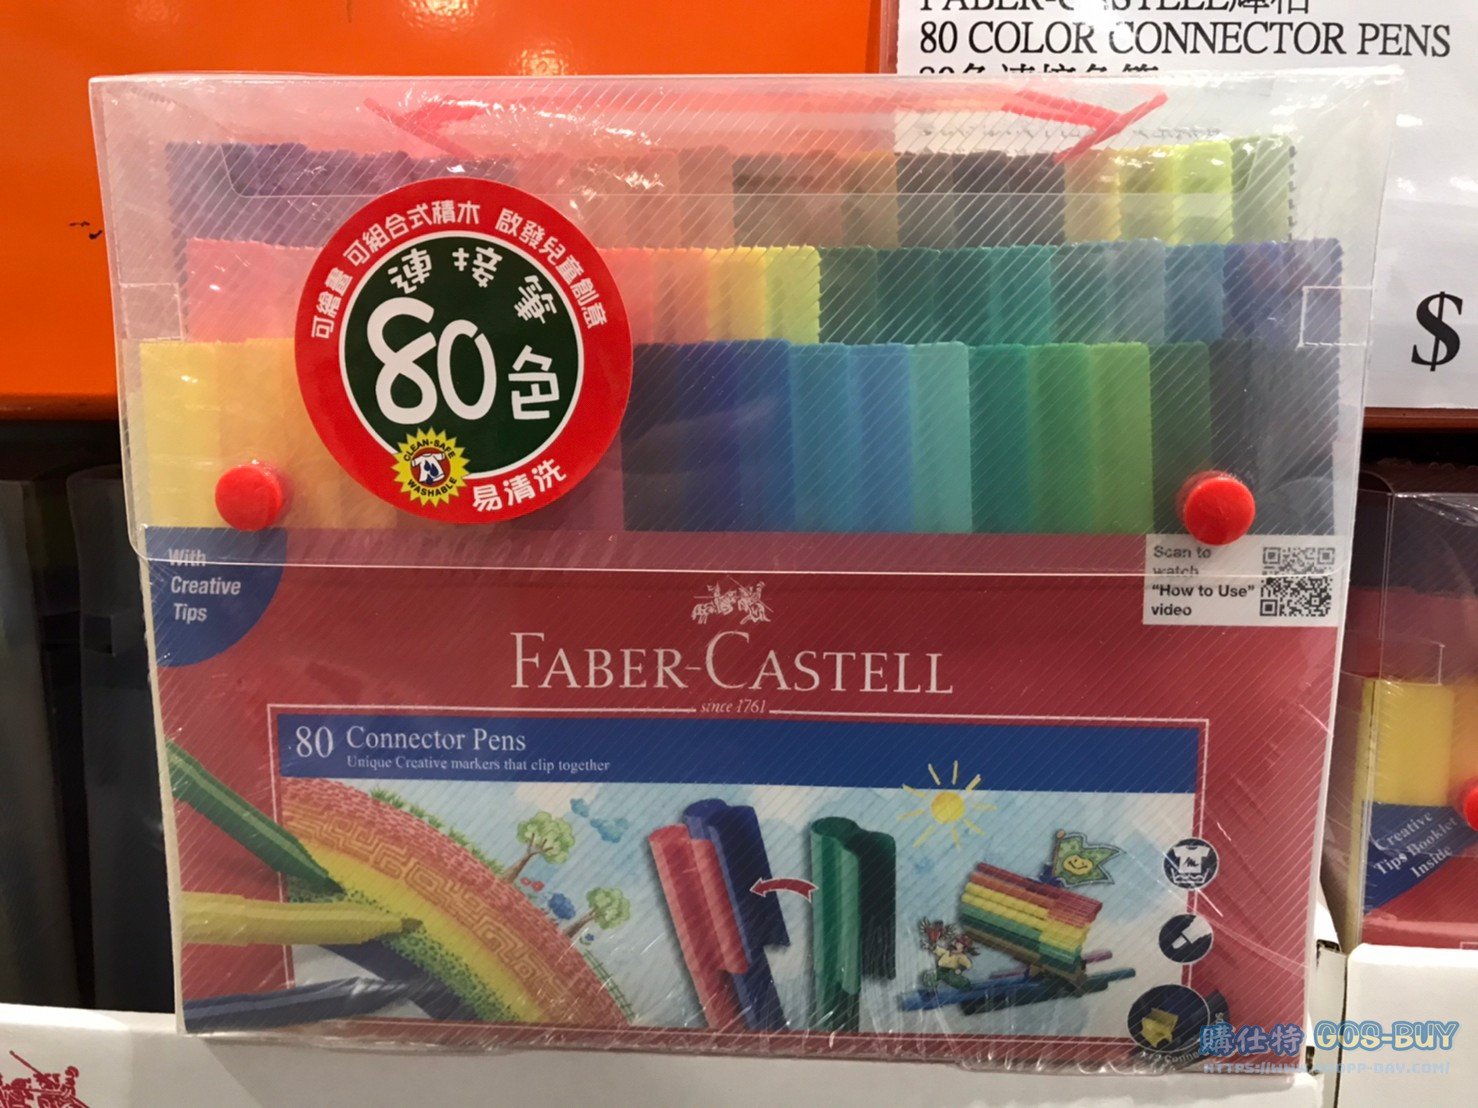 80 COLOR CONNECTOR PENS
$
可繪畫 可組合式積木 啟發兒童創意
連接筆
80色
CLEAN-SAFE
WASHABLE
易清洗
With
Creative
Tips
Scan to
watch
"How to Use"
video
FABER-CASTELL
since 1761
80 Connector Pens
Unique Creative markers that clip together
Creative
Tips Booklet
Inside
購仕特 GOS-BUY